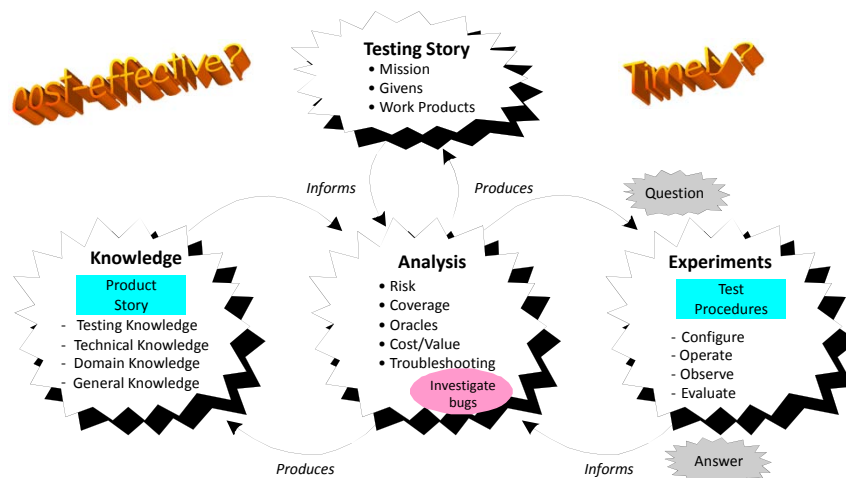 cost-effective?
Testing Story
• Mission
• Givens
• Work Products
Timely?
Informs
Produces
Question
Knowledge
Product
Story
- Testing Knowledge
- Technical Knowledge
- Domain Knowledge
- General Knowledge
Analysis
• Risk
• Coverage
• Oracles
• Cost/Value
• Troubleshooting
Investigate
bugs
Experiments
Test
Procedures
- Configure
- Operate
- Observe
- Evaluate
Produces
Informs
Answer